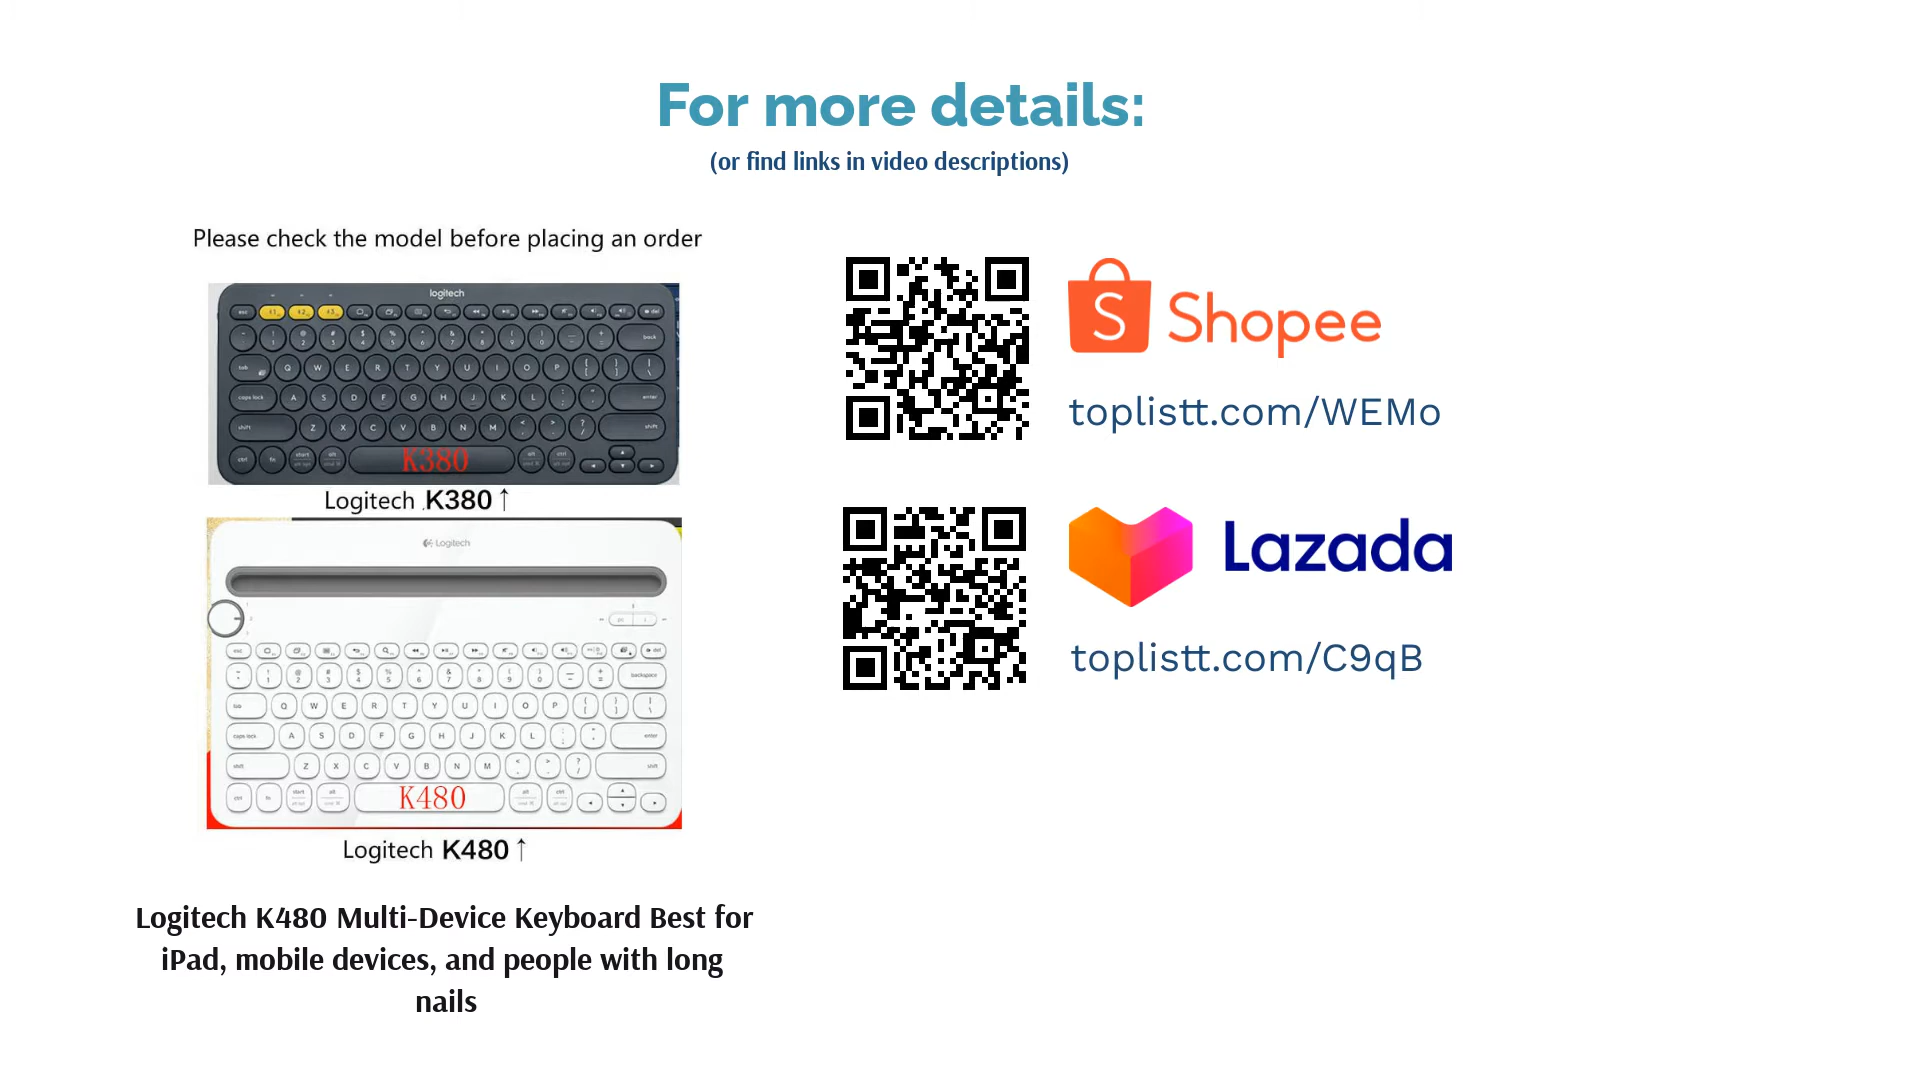 For more details:
(or find links in video descriptions)
Please check the model before placing an order
logitech
K380
Logitech K380↑
Logitech
K480
Logitech K480↑
Logitech K480 Multi-Device Keyboard Best for
iPad, mobile devices, and people with long
nails
S Shopee
toplistt.com/WEMo
Lazada
toplistt.com/C9qB